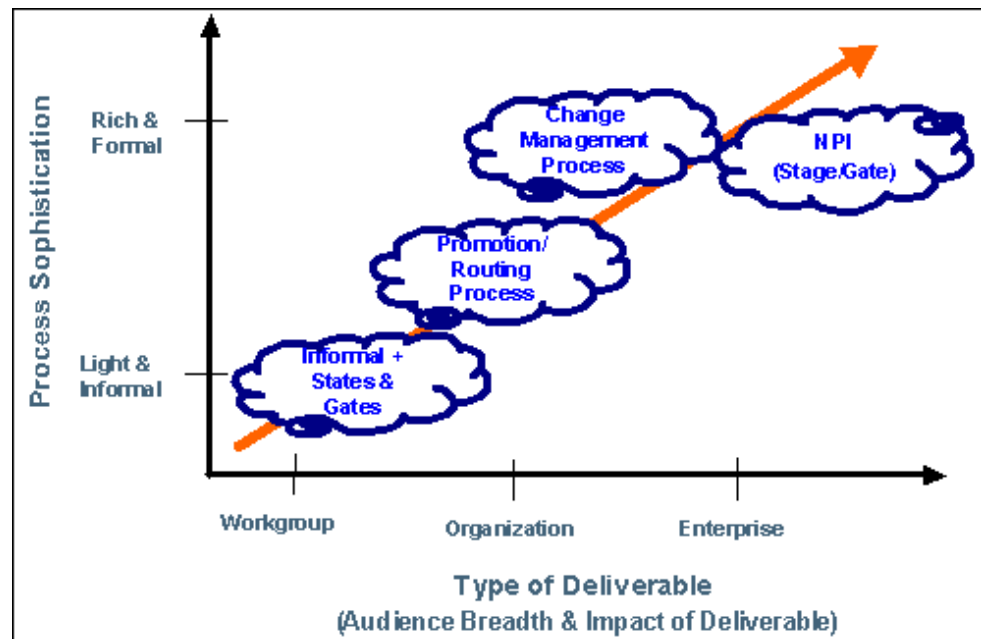 Process Sophistication
Rich &
Formal
Light &
Informal
Change
Management
Process
NPI
(Stage/Gate)
Promotion/
Routing
Process
Informal +
States &
Gates
Workgroup
Organization
Enterprise
Type of Deliverable
(Audience Breadth & Impact of Deliverable)